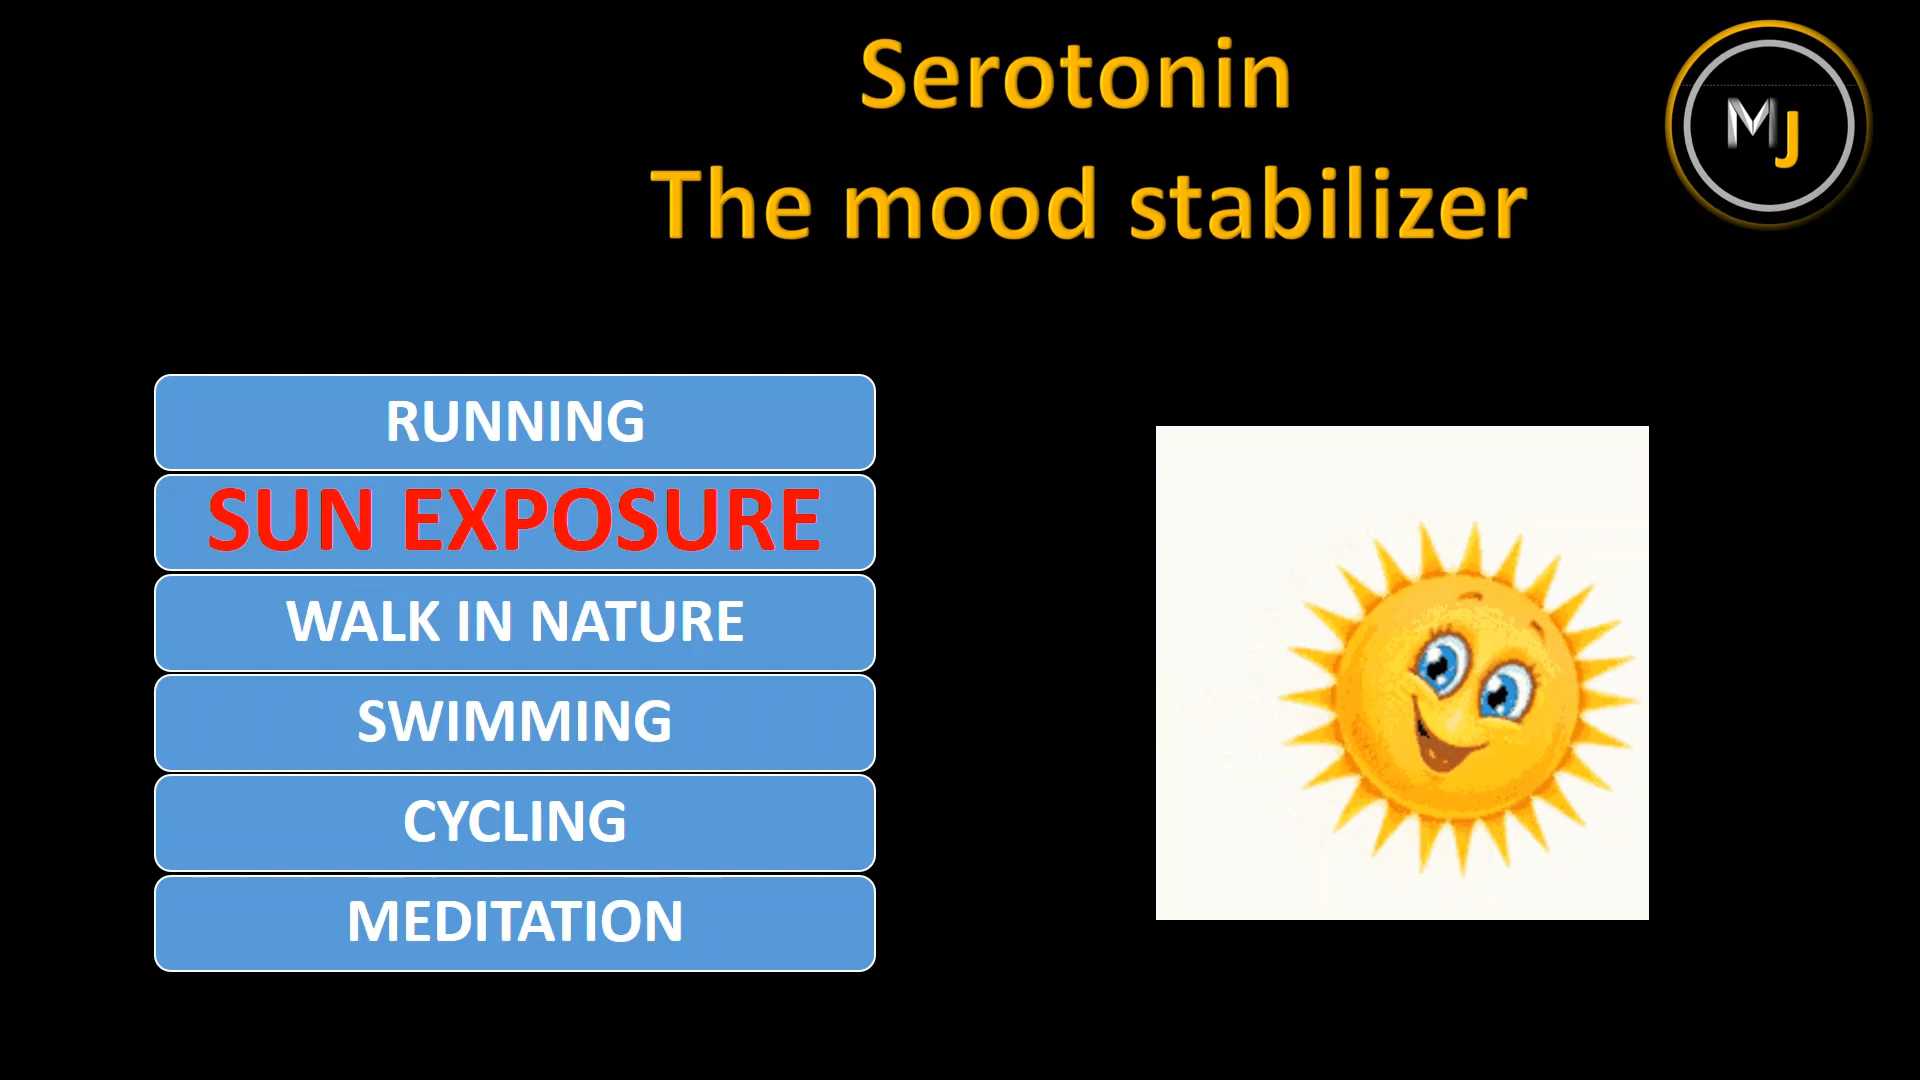 Serotonin
The mood stabilizer
MJ
RUNNING
SUN EXPOSURE
WALK IN NATURE
SWIMMING
CYCLING
MEDITATION